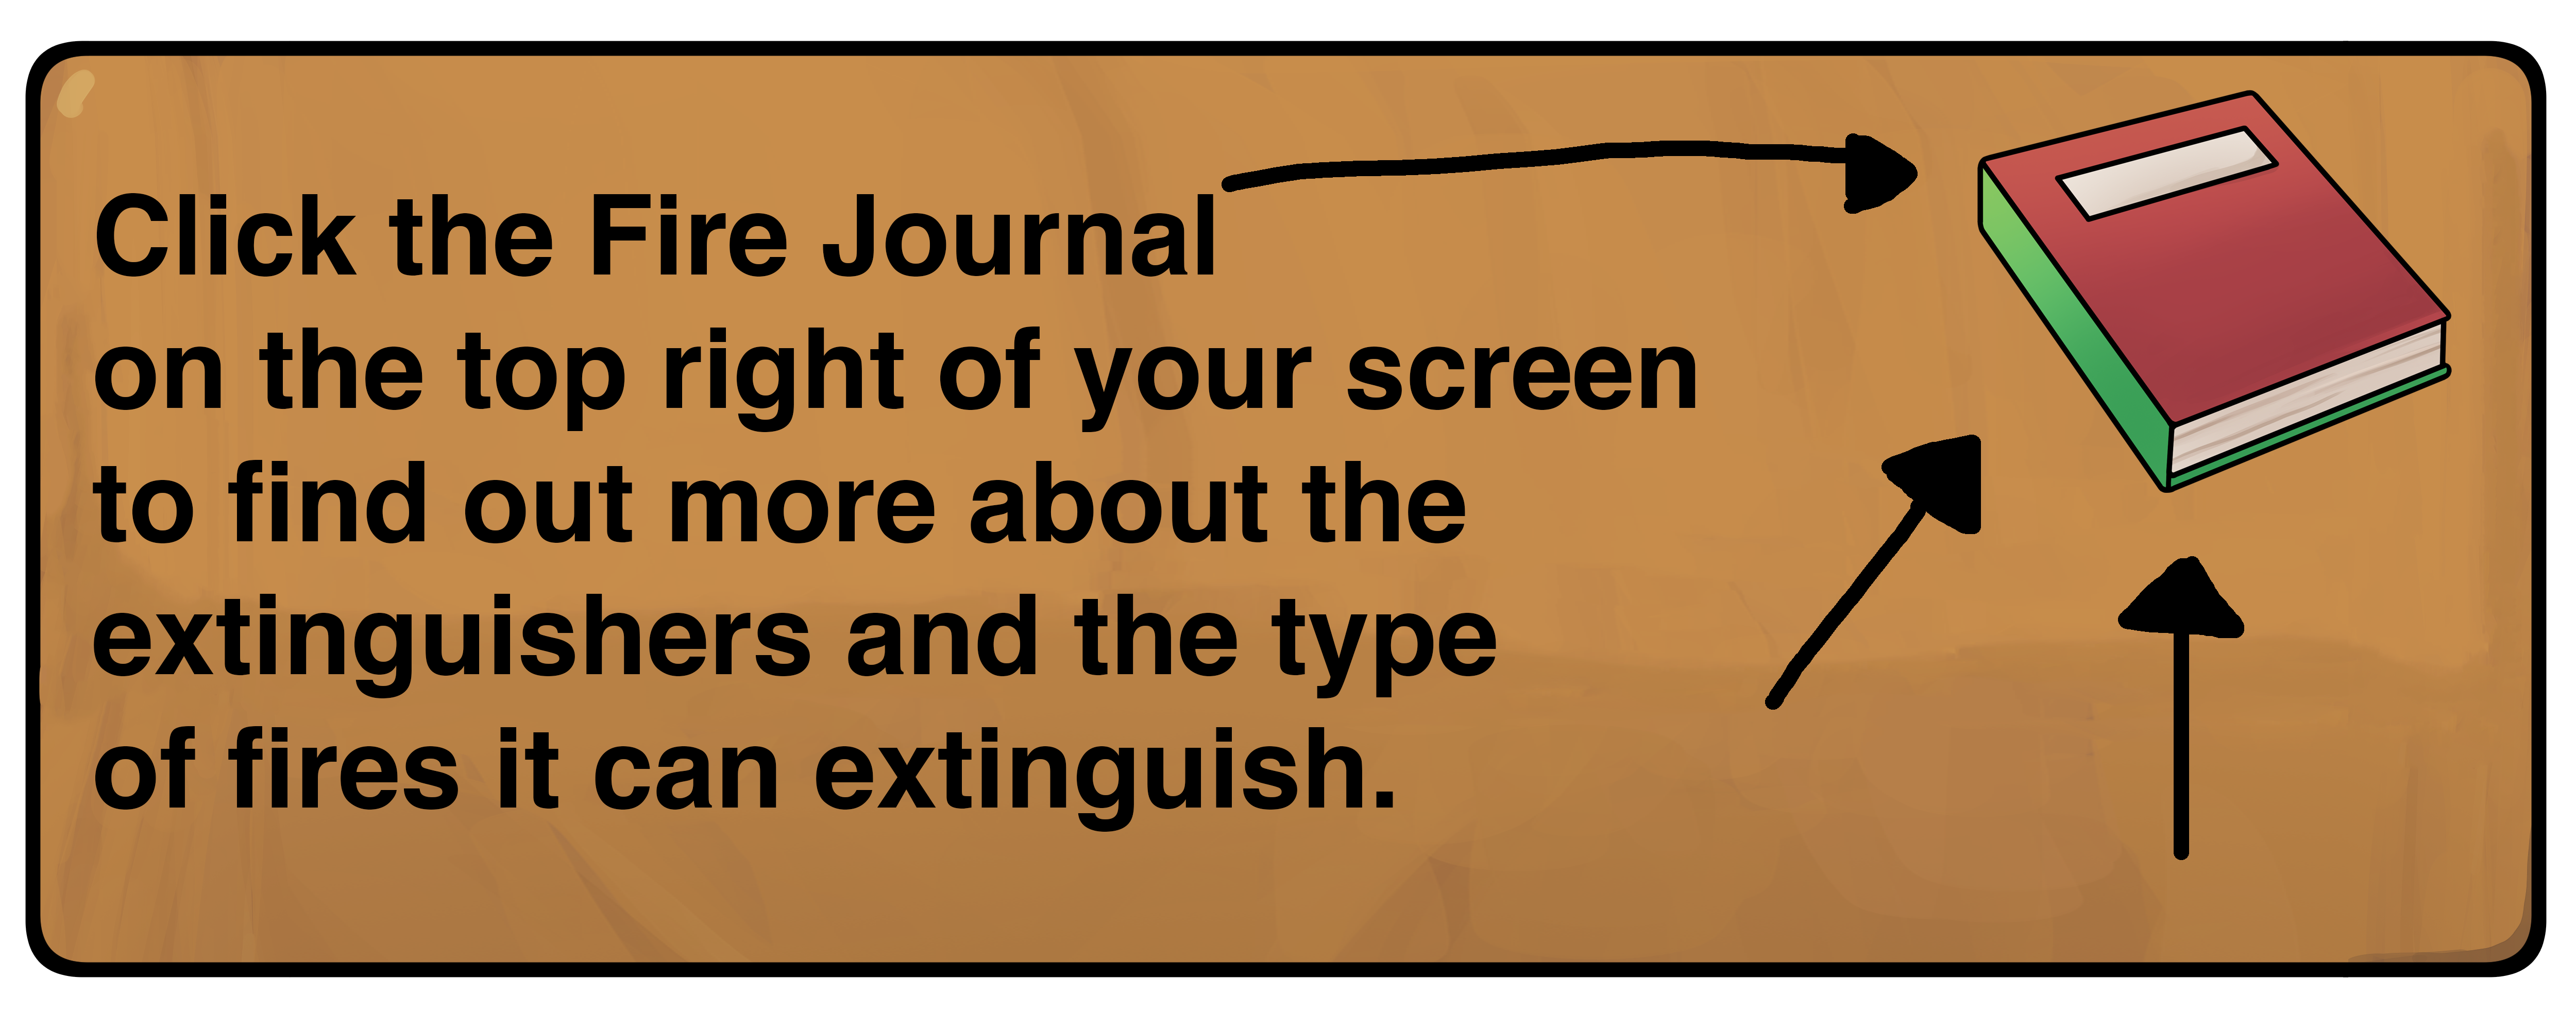 Click the Fire Journal
on the top right of your screen
to find out more about the
extinguishers and the type
of fires it can extinguish.